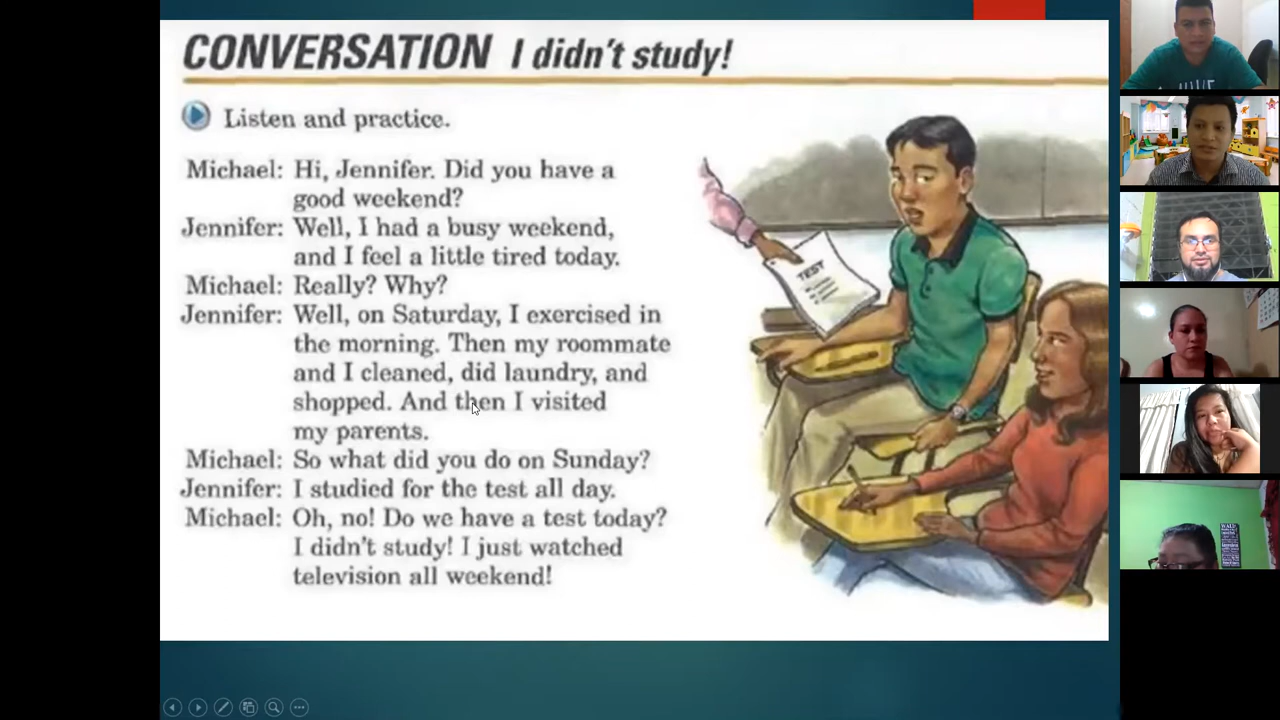 CONVERSATION I didn't study!
Listen and practice.
Michael: Hi, Jennifer. Did you have a
good weekend?
Jennifer: Well, I had a busy weekend,
and I feel a little tired today.
Michael: Really? Why?
Jennifer: Well, on Saturday, I exercised in
the morning. Then my roommate
and I cleaned, did laundry, and
shopped. And then I visited
my parents.
Michael: So what did you do on Sunday?
Jennifer: I studied for the test all day.
Michael: Oh, no! Do we have a test today?
I didn't study! I just watched
television all weekend!
TEST